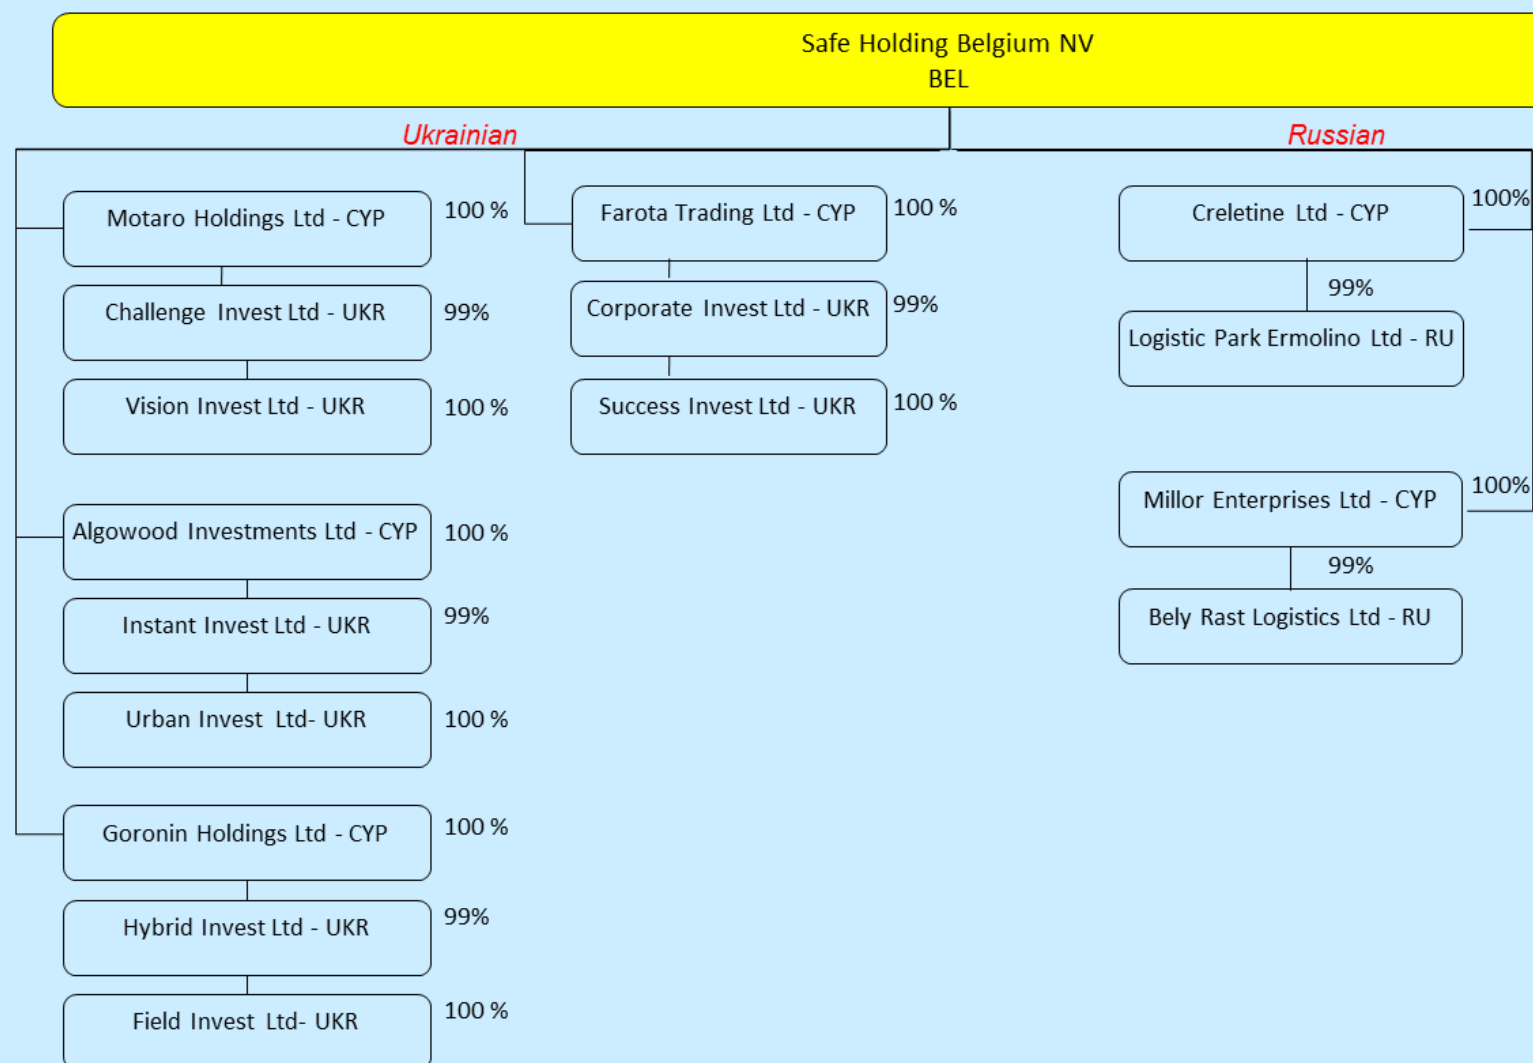 Safe Holding Belgium NV
BEL
Ukrainian
Russian
Motaro Holdings Ltd - CYP
100 %
Challenge Invest Ltd - UKR
99%
Vision Invest Ltd - UKR
100 %
Algowood Investments Ltd - CYP
100 %
Instant Invest Ltd - UKR
99%
Urban Invest Ltd- UKR
100 %
Goronin Holdings Ltd - CYP
100 %
Hybrid Invest Ltd - UKR
99%
Field Invest Ltd- UKR
100 %
Farota Trading Ltd - CYP
100 %
Corporate Invest Ltd - UKR
99%
Success Invest Ltd - UKR
100 %
Creletine Ltd - CYP
100%
99%
Logistic Park Ermolino Ltd - RU
Millor Enterprises Ltd - CYP
100%
99%
Bely Rast Logistics Ltd - RU